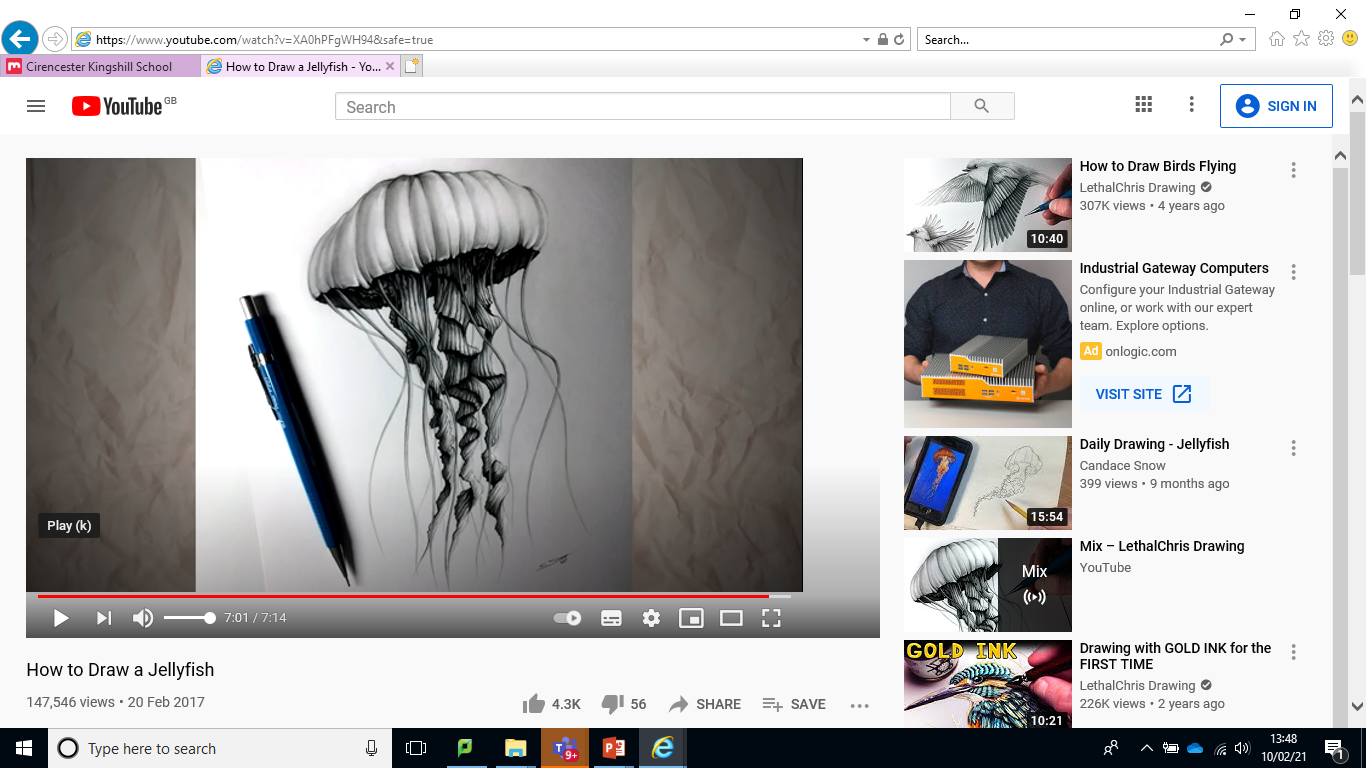 https://www.youtube.com/watch?v=XA0hPFgWH94&safe=true
Search...
Cirencester Kingshill School
How to Draw a Jellyfish - Yo...
YouTube GB
Search
SIGN IN
Play (k)
7:01 / 7:14
How to Draw a Jellyfish
147,546 views • 20 Feb 2017
4.3K
56
SHARE
SAVE
How to Draw Birds Flying
LethalChris Drawing
307K views • 4 years ago
10:40
Industrial Gateway Computers
Configure your Industrial Gateway
online, or work with our expert
team. Explore options.
Ad onlogic.com
VISIT SITE
Daily Drawing - Jellyfish
Candace Snow
399 views • 9 months ago
15:54
Mix – LethalChris Drawing
YouTube
Mix
GOLD INK
Drawing with GOLD INK for the
FIRST TIME
LethalChris Drawing
226K views • 2 years ago
10:21
Type here to search
9+
13:48
10/02/21
1